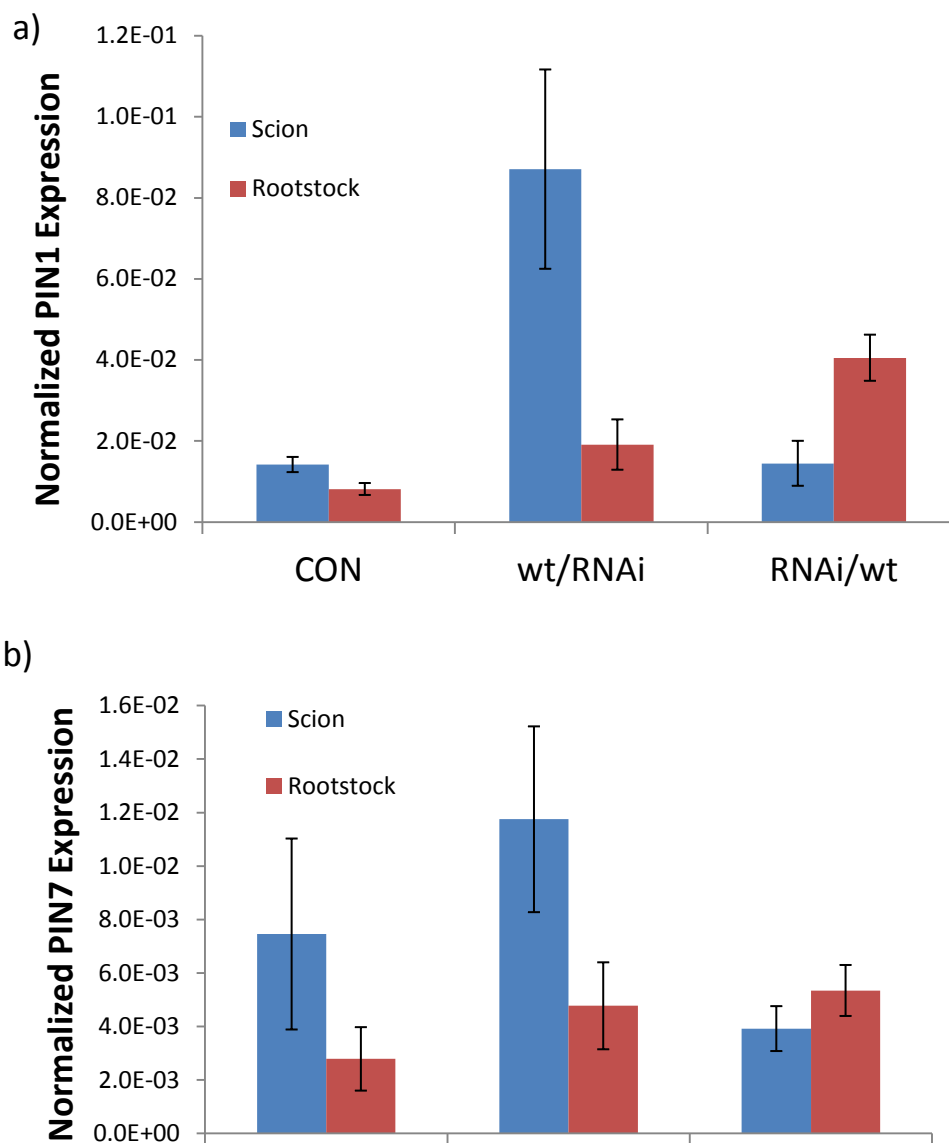 a)
Normalized PIN1 Expression
1.2E-01
1.0E-01
8.0E-02
6.0E-02
4.0E-02
2.0E-02
0.0E+00
Scion
Rootstock
CON
wt/RNAi
RNAi/wt
b)
Normalized PIN7 Expression
1.6E-02
1.4E-02
1.2E-02
1.0E-02
8.0E-03
6.0E-03
4.0E-03
2.0E-03
0.0E+00
Scion
Rootstock